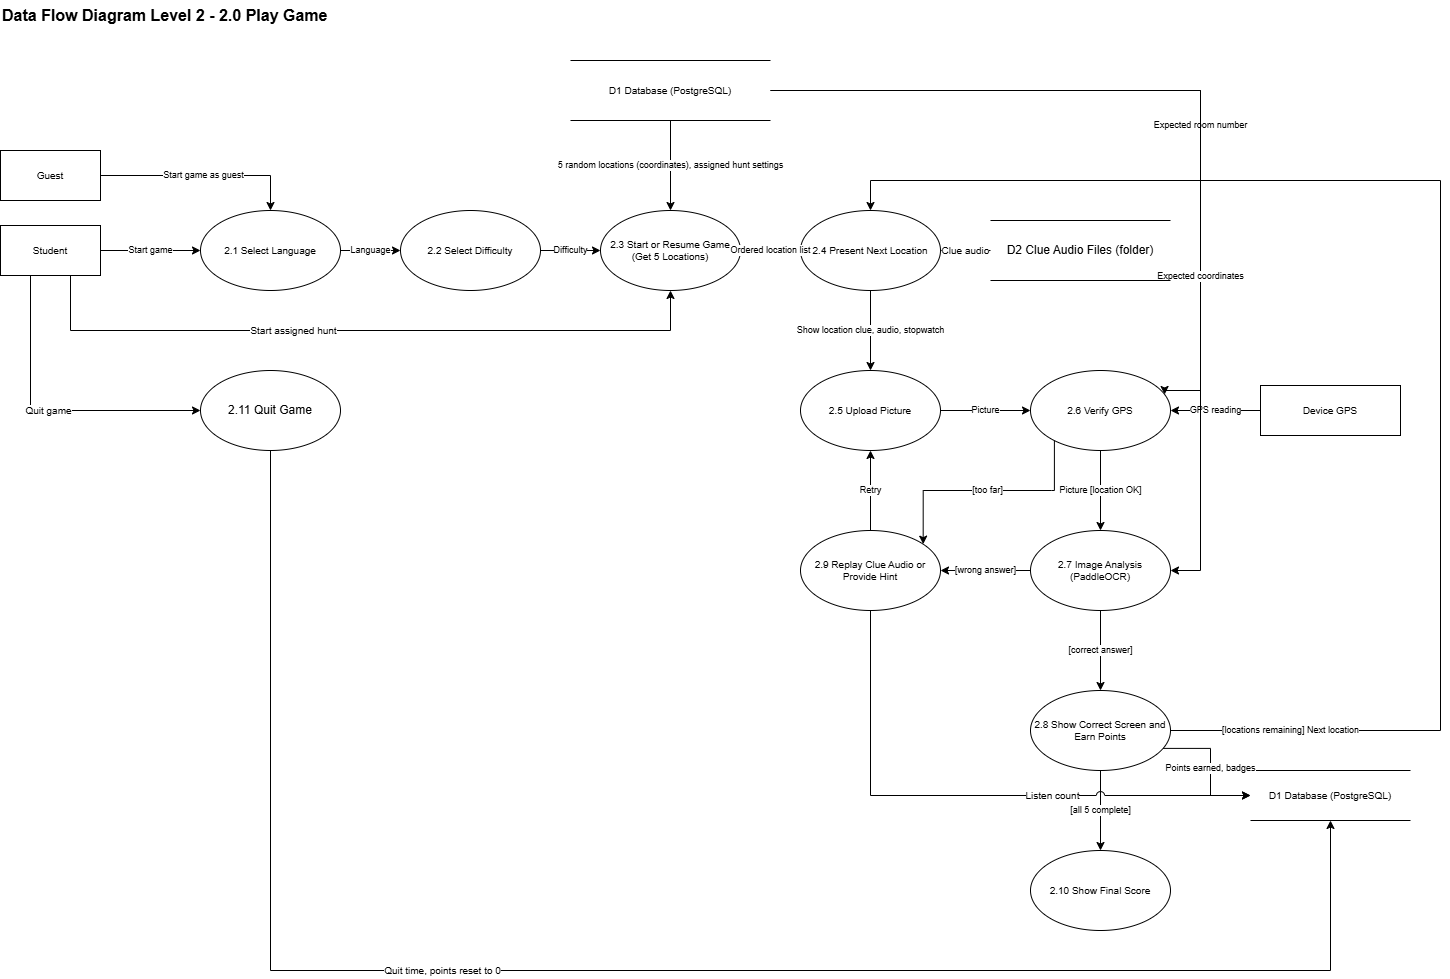 Data Flow Diagram Level 2 - 2.0 Play Game
D1 Database (PostgreSQL)
Expected room number
5 random locations (coordinates), assigned hunt settings
Guest
Start game as guest
Student
Start game
2.1 Select Language
Language
2.2 Select Difficulty
Difficulty
2.3 Start or Resume Game
(Get 5 Locations)
Ordered location list
2.4 Present Next Location
Clue audio
D2 Clue Audio Files (folder)
Expected coordinates
Start assigned hunt
Show location clue, audio, stopwatch
Quit game
2.11 Quit Game
2.5 Upload Picture
Picture
2.6 Verify GPS
GPS reading
Device GPS
Retry
[too far]
Picture [location OK]
2.9 Replay Clue Audio or
Provide Hint
[wrong answer]
2.7 Image Analysis
(PaddleOCR)
[correct answer]
2.8 Show Correct Screen and
Earn Points
[locations remaining] Next location
Points earned, badges
Listen count
D1 Database (PostgreSQL)
[all 5 complete]
2.10 Show Final Score
Quit time, points reset to 0